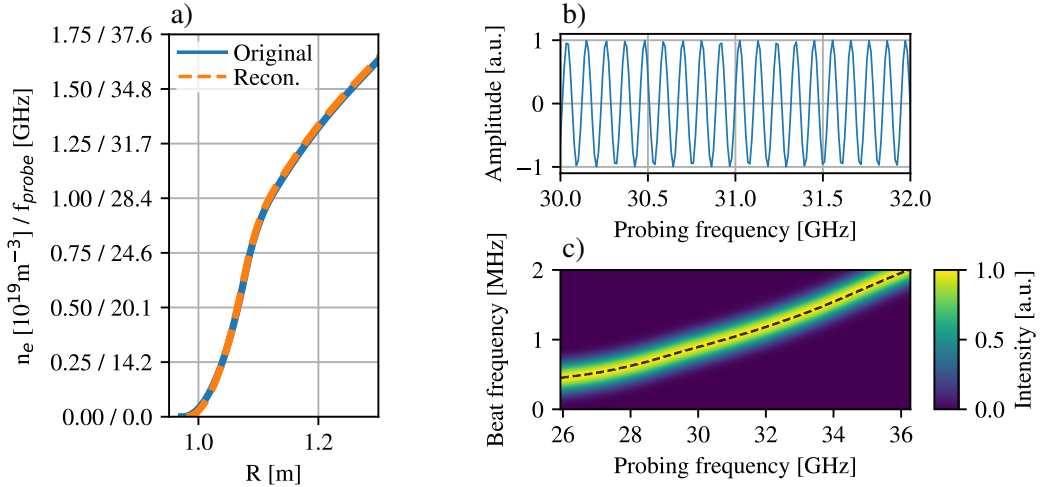 a)
1.75 / 37.6
1.50 / 34.8
1.25 / 31.7
1.00 / 28.4
0.75 / 24.6
0.50 / 20.1
0.25 / 14.2
0.00 / 0.0
nₑ [10¹⁹m⁻³] / f_probe [GHz]
Original
Recon.
1.0 1.2
R [m]
b)
1
0
−1
Amplitude [a.u.]
30.0 30.5 31.0 31.5 32.0
Probing frequency [GHz]
c)
2
1
0
Beat frequency [MHz]
26 28 30 32 34 36
Probing frequency [GHz]
1.0
0.5
0.0
Intensity [a.u.]